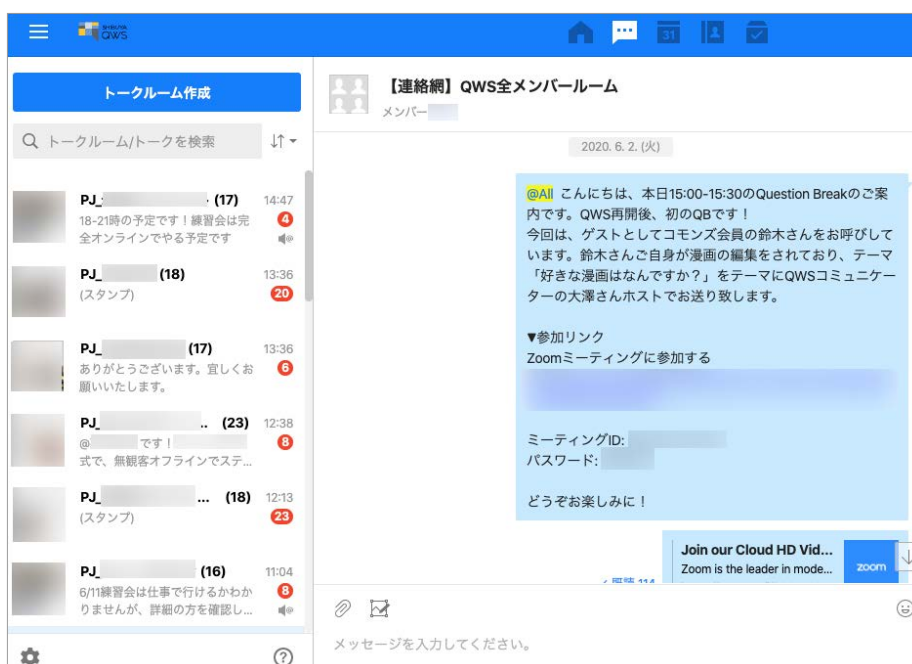 SHIBUYA
QWS
31
トークルーム作成
トークルーム/トークを検索
PJ_ (17) 14:47
18-21時の予定です！練習会は完
全オンラインでやる予定です
4
PJ_ (18) 13:36
(スタンプ)
20
PJ_ (17) 13:36
ありがとうございます。宜しくお
願いいたします。
6
PJ_ .. (23) 12:38
@ です！
式で、無観客オフラインでステ...
8
PJ_ ... (18) 12:13
(スタンプ)
23
PJ_ (16) 11:04
6/11練習会は仕事で行けるかわか
りませんが、詳細の方を確認し...
8
【連絡網】QWS全メンバールーム
メンバー
2020. 6. 2. (火)
@All こんにちは、本日15:00-15:30のQuestion Breakのご案
内です。QWS再開後、初のQBです！
今回は、ゲストとしてコモンズ会員の鈴木さんをお呼びして
います。鈴木さんご自身が漫画の編集をされており、テーマ
「好きな漫画はなんですか？」をテーマにQWSコミュニケー
ターの大澤さんホストでお送り致します。
▼参加リンク
Zoomミーティングに参加する
ミーティングID:
パスワード:
どうぞお楽しみに！
Join our Cloud HD Vid...
Zoom is the leader in mode...
zoom
既読 114
メッセージを入力してください。